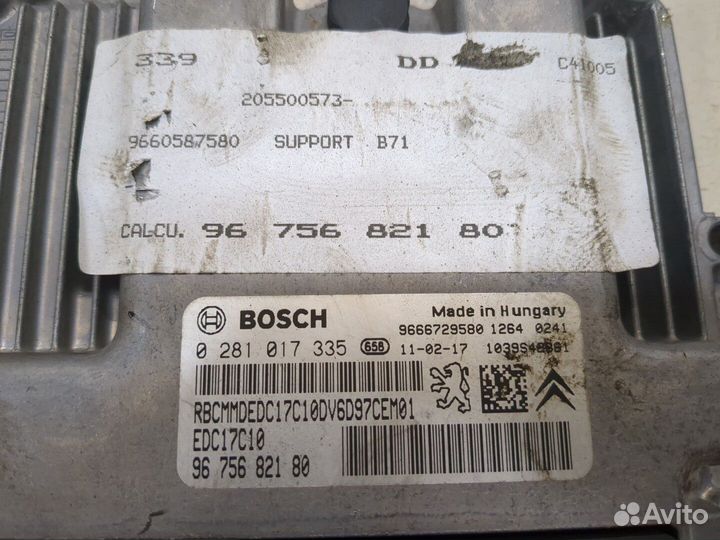 339 DD C41005
205500573-
9660587580 SUPPORT B71
CALCU. 96 756 821 80
BOSCH
Made in Hungary
9666729580 1264 0241
0 281 017 335 658 11-02-17
RBCMMDEDC17C10DV6D97CEM01
EDC17C10
96 756 821 80
Avito